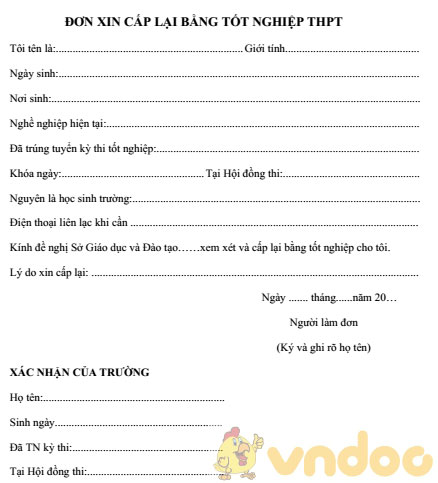 ĐƠN XIN CẤP LẠI BẰNG TỐT NGHIỆP THPT
Tôi tên là:.................................................................Giới tính...............................................
Ngày sinh:.............................................................................................................................
Nơi sinh:................................................................................................................................
Nghề nghiệp hiện tại:.............................................................................................................
Đã trúng tuyển kỳ thi tốt nghiệp:............................................................................................
Khóa ngày:..................................................Tại Hội đồng thi:................................................
Nguyên là học sinh trường:....................................................................................................
Điện thoại liên lạc khi cần ....................................................................................................
Kính đề nghị Sở Giáo dục và Đào tạo……xem xét và cấp lại bằng tốt nghiệp cho tôi.
Lý do xin cấp lại: ..................................................................................................................
Ngày ....... tháng......năm 20…
Người làm đơn
(Ký và ghi rõ họ tên)
XÁC NHẬN CỦA TRƯỜNG
Họ tên:...............................................................
Sinh ngày...........................................................
Đã TN kỳ thi:.....................................................
Tại Hội đồng thi:................................................
vndoc